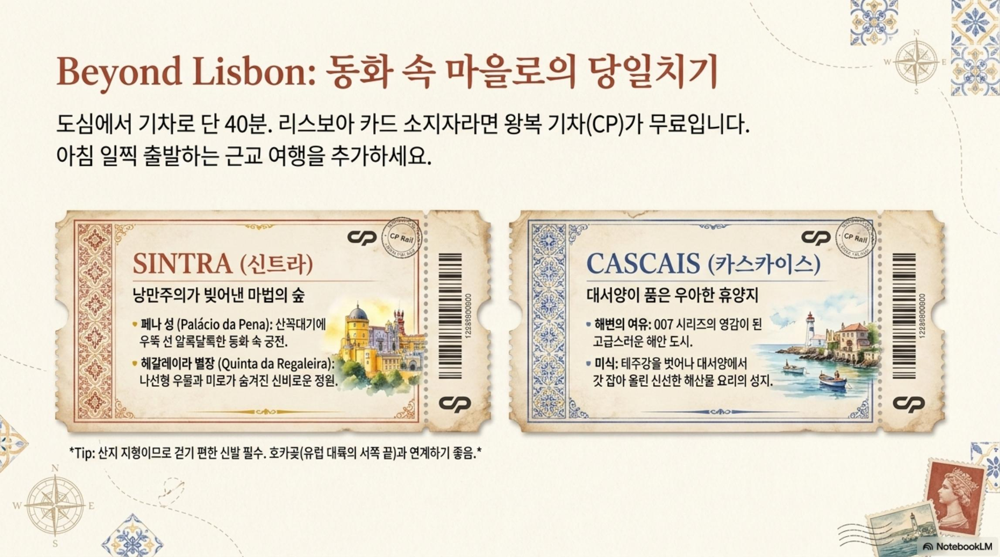 Beyond Lisbon: 동화 속 마을로의 당일치기
도심에서 기차로 단 40분. 리스보아 카드 소지자라면 왕복 기차(CP)가 무료입니다.
아침 일찍 출발하는 근교 여행을 추가하세요.
CP
CP Rail
SINTRA (신트라)
낭만주의가 빚어낸 마법의 숲
페나 성 (Palácio da Pena): 산꼭대기에
우뚝 선 알록달록한 동화 속 궁전.
헤갈레이라 별장 (Quinta da Regaleira):
나선형 우물과 미로가 숨겨진 신비로운 정원.
CP
CP
CP Rail
CASCAIS (카스카이스)
대서양이 품은 우아한 휴양지
해변의 여유: 007 시리즈의 영감이 된
고급스러운 해안 도시.
미식: 테주강을 벗어나 대서양에서
갓 잡아 올린 신선한 해산물 요리의 성지.
CP
*Tip: 산지 지형이므로 걷기 편한 신발 필수. 호카곶(유럽 대륙의 서쪽 끝)과 연계하기 좋음.*
N
W E
S
N
W E
S
NotebookLM